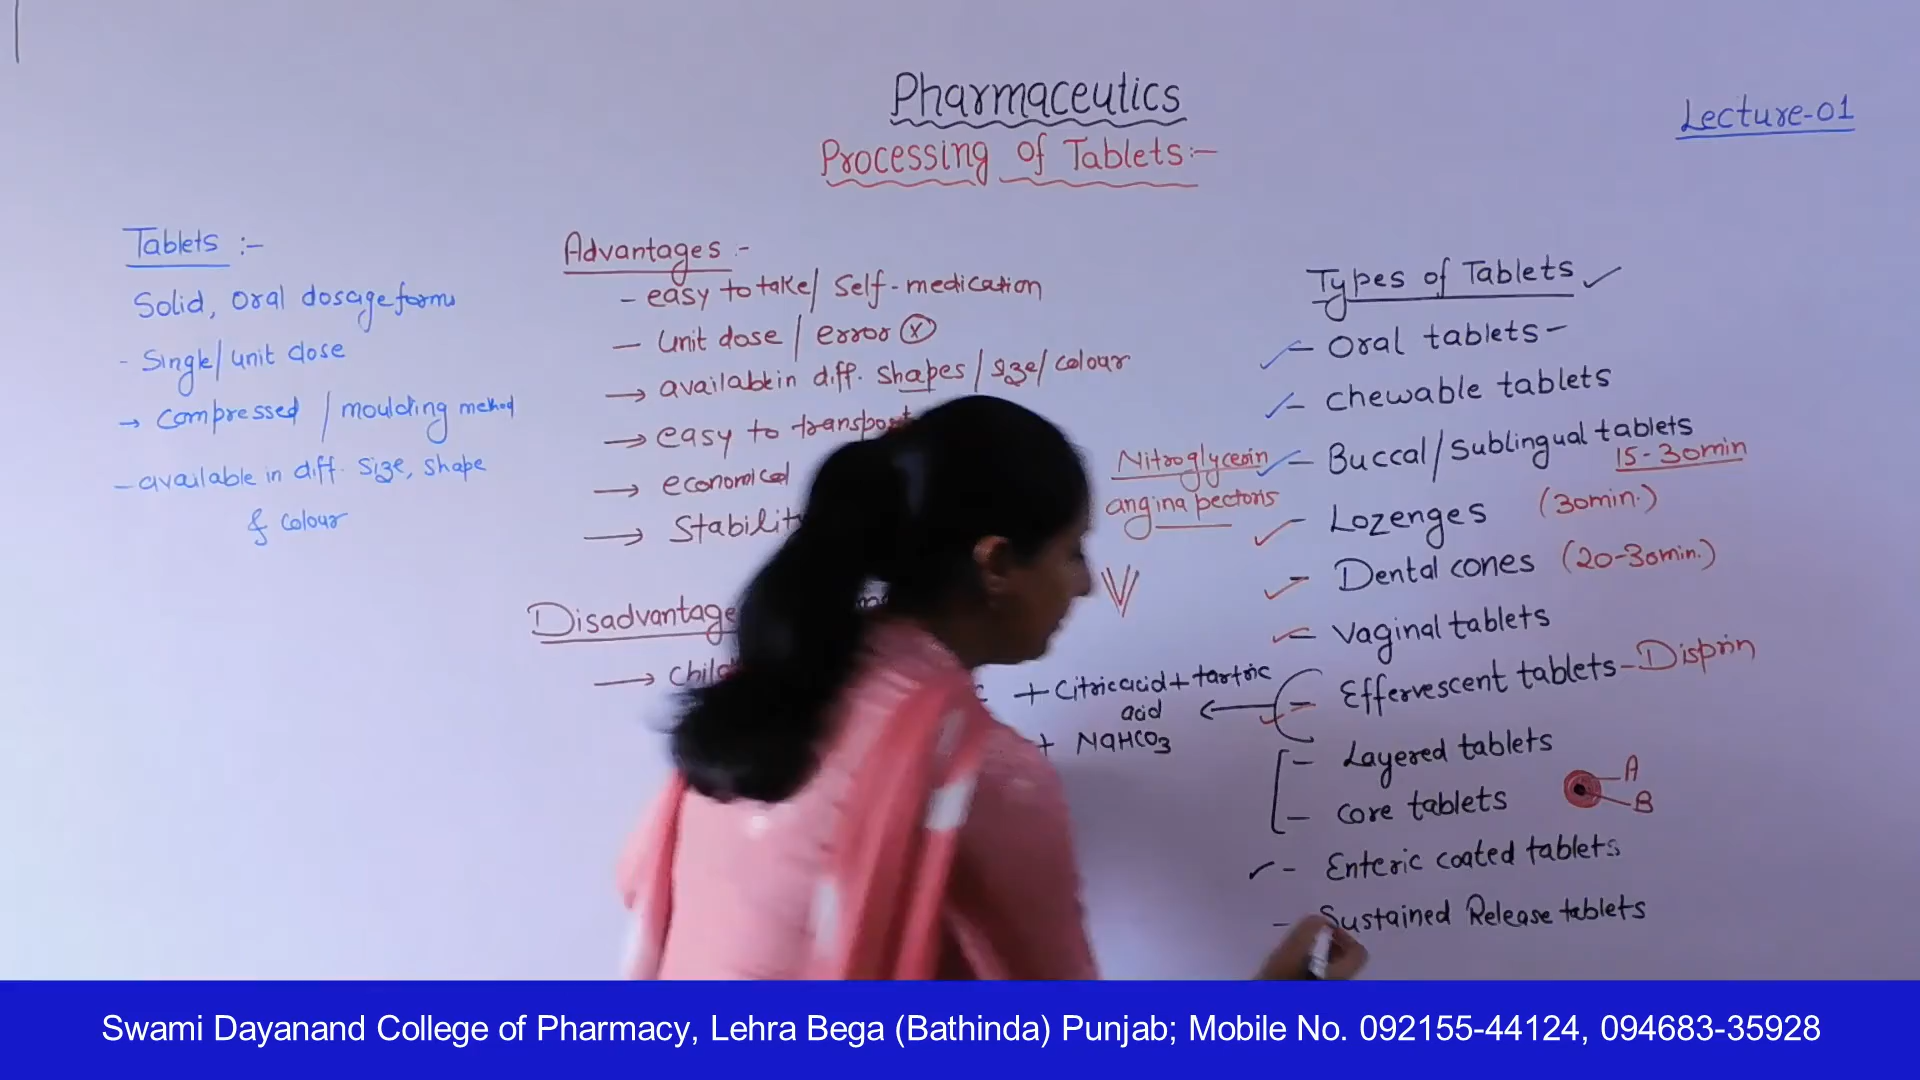 Pharmaceutics
Lecture-01
Processing of Tablets:-
Tablets :-
Solid, oral dosage forms
- Single/unit dose
→ compressed / moulding method
- available in diff. size, shape
& colour
Advantages :-
- easy to take/ Self-medication
- Unit dose / error (x)
→ available in diff. shapes/size/colour
→ easy to transport
→ economical
→ Stability
Disadvantage
→ Child
+ Citric acid + tartric
acid
+ NaHCO3
Nitroglycerin
angina pectoris
Types of Tablets ✓
✓- Oral tablets-
✓- Chewable tablets
✓- Buccal/Sublingual tablets
15-30min
✓- Lozenges (30min.)
✓- Dental cones (20-30min.)
✓- Vaginal tablets
✓- Effervescent tablets-Disprin
- Layered tablets
- Core tablets
A
B
✓- Enteric coated tablets
- Sustained Release tablets
Swami Dayanand College of Pharmacy, Lehra Bega (Bathinda) Punjab; Mobile No. 092155-44124, 094683-35928